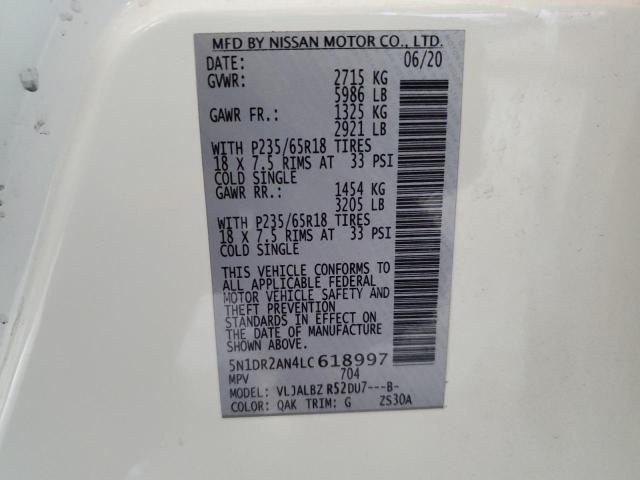 MFD BY NISSAN MOTOR CO., LTD.
DATE: 06/20
GVWR: 2715 KG
5986 LB
GAWR FR.: 1325 KG
2921 LB
WITH P235/65R18 TIRES
18 X 7.5 RIMS AT 33 PSI
COLD SINGLE
GAWR RR.: 1454 KG
3205 LB
WITH P235/65R18 TIRES
18 X 7.5 RIMS AT 33 PSI
COLD SINGLE
THIS VEHICLE CONFORMS TO
ALL APPLICABLE FEDERAL
MOTOR VEHICLE SAFETY AND
THEFT PREVENTION
STANDARDS IN EFFECT ON
THE DATE OF MANUFACTURE
SHOWN ABOVE.
5N1DR2AN4LC618997
MPV 704
MODEL: VLJALBZ R52DU7---B-
COLOR: QAK TRIM: G ZS30A